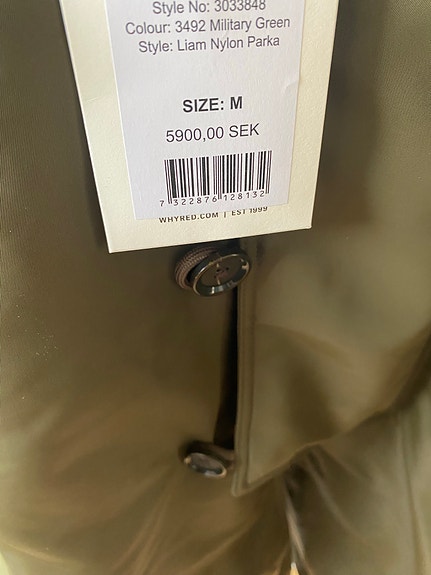 Style No: 3033848
Colour: 3492 Military Green
Style: Liam Nylon Parka
SIZE: M
5900,00 SEK
7 322876 128132
WHYRED.COM | EST 1999